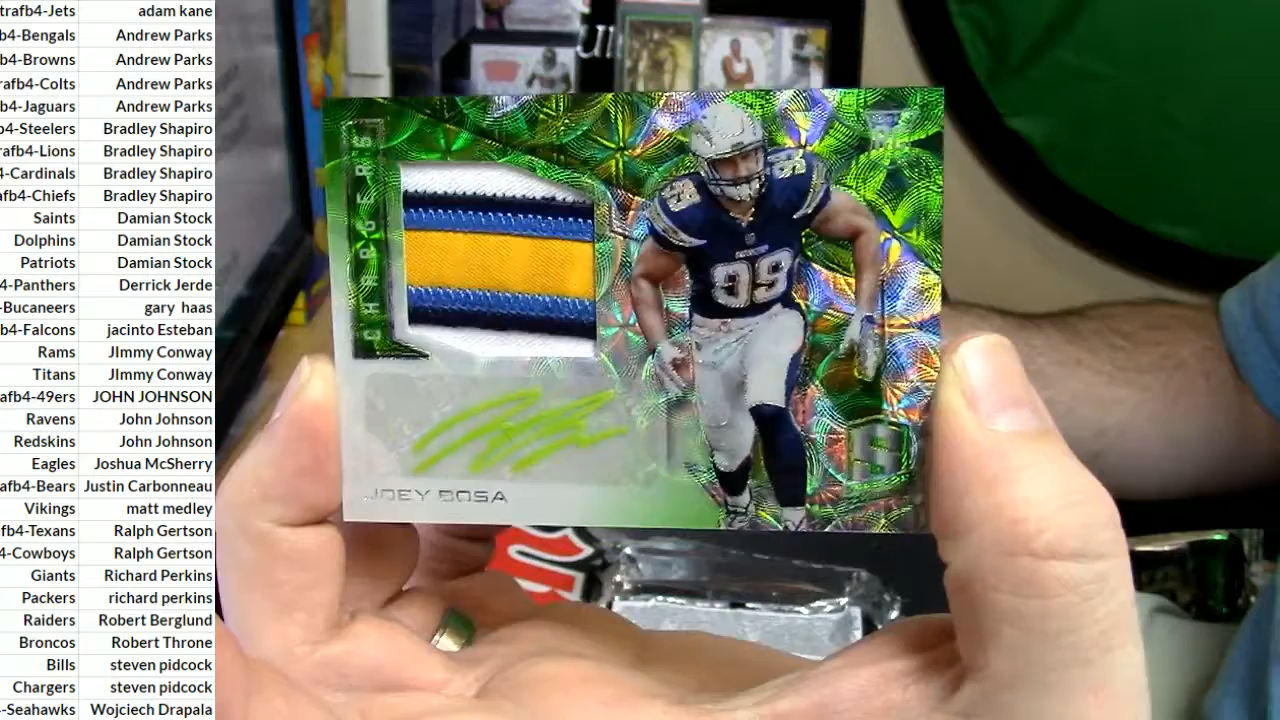 trafb4-Jets adam kane
b4-Bengals Andrew Parks
b4-Browns Andrew Parks
rafb4-Colts Andrew Parks
b4-Jaguars Andrew Parks
b4-Steelers Bradley Shapiro
rafb4-Lions Bradley Shapiro
4-Cardinals Bradley Shapiro
afb4-Chiefs Bradley Shapiro
Saints Damian Stock
Dolphins Damian Stock
Patriots Damian Stock
4-Panthers Derrick Jerde
-Bucaneers gary haas
b4-Falcons jacinto Esteban
Rams JImmy Conway
Titans JImmy Conway
afb4-49ers JOHN JOHNSON
Ravens John Johnson
Redskins John Johnson
Eagles Joshua McSherry
afb4-Bears Justin Carbonneau
Vikings matt medley
fb4-Texans Ralph Gertson
4-Cowboys Ralph Gertson
Giants Richard Perkins
Packers richard perkins
Raiders Robert Berglund
Broncos Robert Throne
Bills steven pidcock
Chargers steven pidcock
-Seahawks Wojciech Drapala
CHARGERS
99
99
99
JOEY BOSA